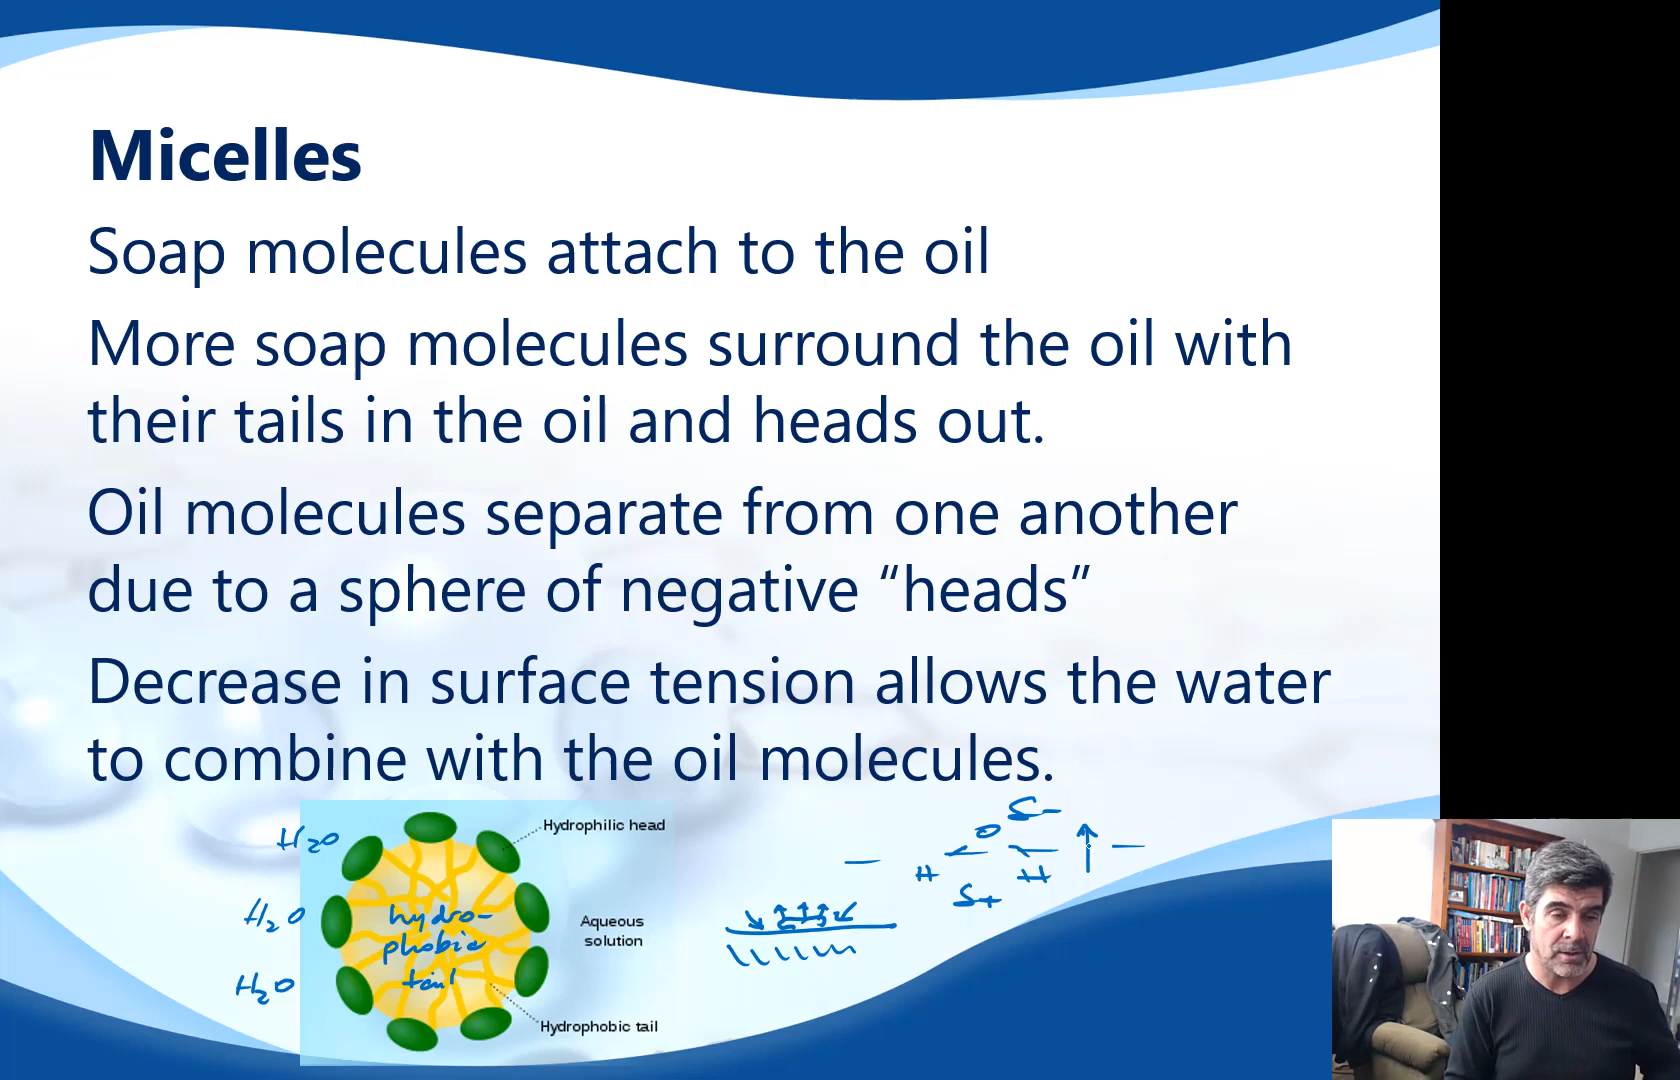 Micelles
Soap molecules attach to the oil
More soap molecules surround the oil with
their tails in the oil and heads out.
Oil molecules separate from one another
due to a sphere of negative “heads”
Decrease in surface tension allows the water
to combine with the oil molecules.
Hydrophilic head
H2O
H2O
H2O
hydro-
phobic
tail
Aqueous
solution
Hydrophobic tail
δ-
O
H
H
δ+